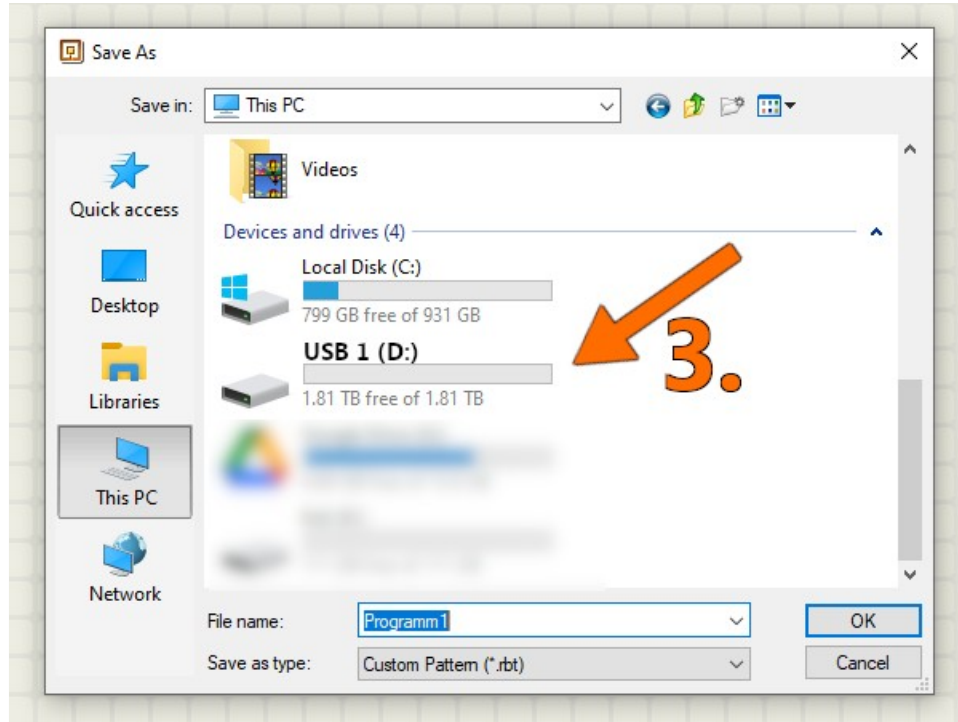 Save As
Save in:
This PC
Quick access
Desktop
Libraries
This PC
Network
Videos
Devices and drives (4)
Local Disk (C:)
799 GB free of 931 GB
USB 1 (D:)
1.81 TB free of 1.81 TB
3.
File name:
Programm1
OK
Save as type:
Custom Pattern (*.rbt)
Cancel